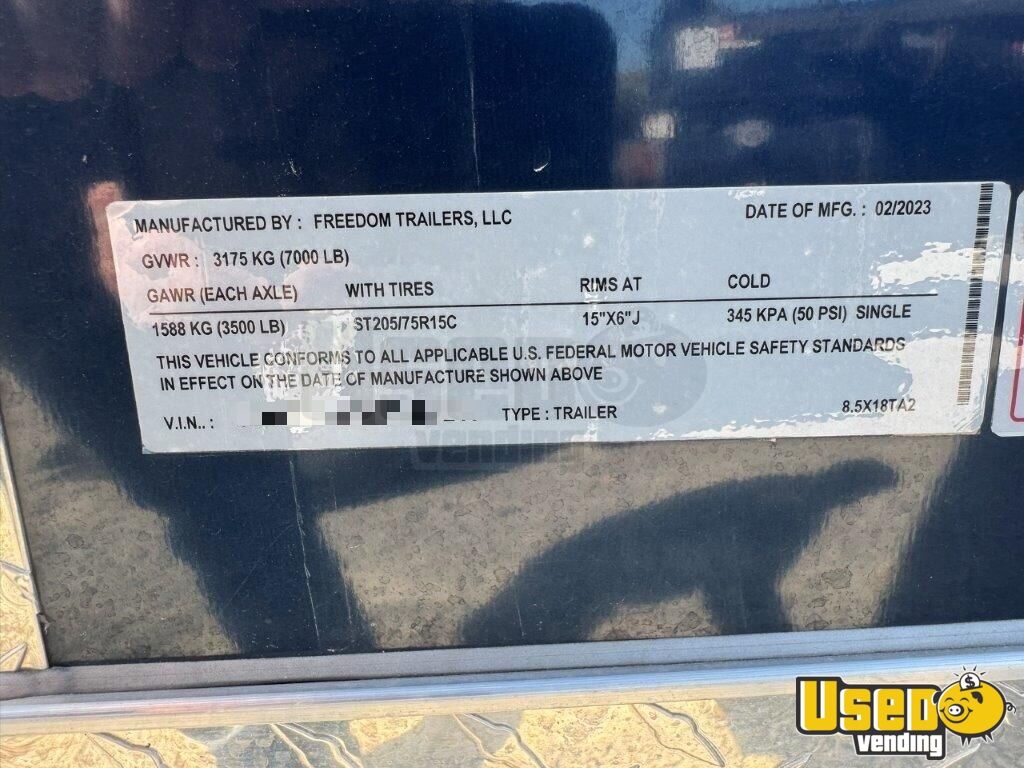 MANUFACTURED BY : FREEDOM TRAILERS, LLC DATE OF MFG. : 02/2023
GVWR : 3175 KG (7000 LB)
GAWR (EACH AXLE) WITH TIRES RIMS AT COLD
1588 KG (3500 LB) ST205/75R15C 15"X6"J 345 KPA (50 PSI) SINGLE
THIS VEHICLE CONFORMS TO ALL APPLICABLE U.S. FEDERAL MOTOR VEHICLE SAFETY STANDARDS
IN EFFECT ON THE DATE OF MANUFACTURE SHOWN ABOVE
V.I.N.. : TYPE : TRAILER 8.5X18TA2
USED
vending